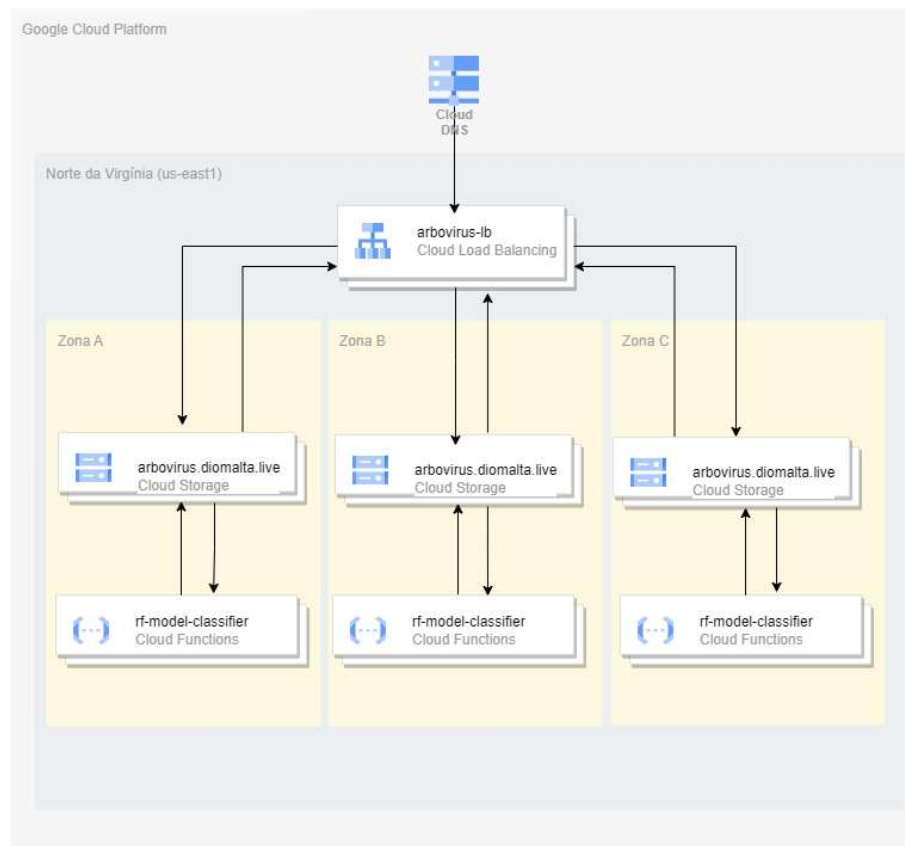 Google Cloud Platform
Cloud
DNS
Norte da Virgínia (us-east1)
arbovirus-lb
Cloud Load Balancing
Zona A
Zona B
Zona C
arbovirus.diomalta.live
Cloud Storage
arbovirus.diomalta.live
Cloud Storage
arbovirus.diomalta.live
Cloud Storage
rf-model-classifier
Cloud Functions
rf-model-classifier
Cloud Functions
rf-model-classifier
Cloud Functions